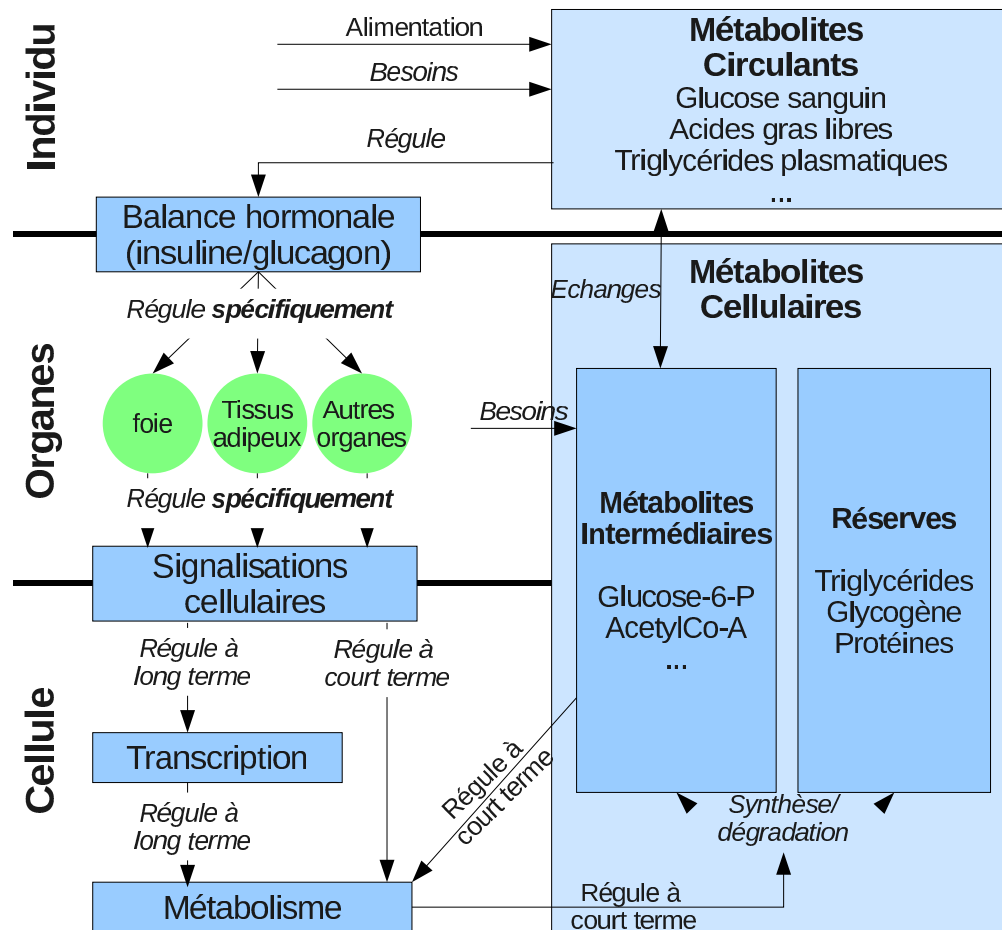 Individu
Alimentation
Besoins
Régule
Métabolites
Circulants
Glucose sanguin
Acides gras libres
Triglycérides plasmatiques
...
Balance hormonale
(insuline/glucagon)
Régule spécifiquement
Organes
foie
Tissus
adipeux
Autres
organes
Régule spécifiquement
Signalisations
cellulaires
Echanges
Métabolites
Cellulaires
Besoins
Métabolites
Intermédiaires
Glucose-6-P
AcetylCo-A
...
Réserves
Triglycérides
Glycogène
Protéines
Cellule
Régule à
long terme
Régule à
court terme
Transcription
Régule à
long terme
Régule à
court terme
Synthèse/
dégradation
Métabolisme
Régule à
court terme